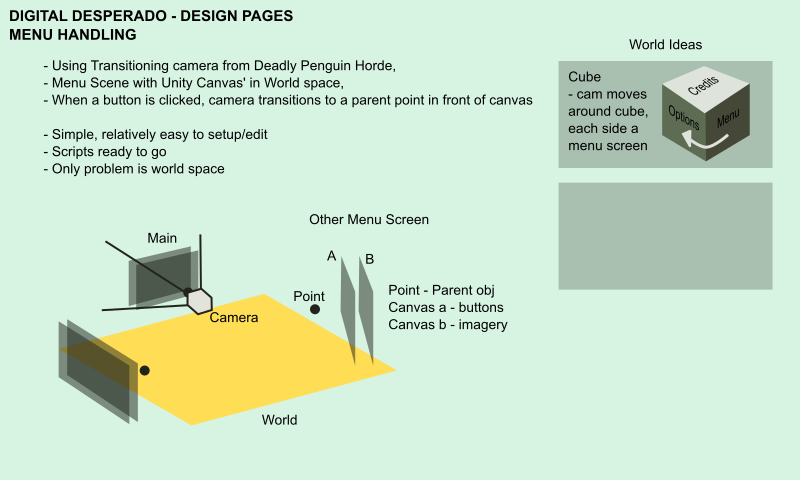 DIGITAL DESPERADO - DESIGN PAGES
MENU HANDLING
- Using Transitioning camera from Deadly Penguin Horde,
- Menu Scene with Unity Canvas' in World space,
- When a button is clicked, camera transitions to a parent point in front of canvas
- Simple, relatively easy to setup/edit
- Scripts ready to go
- Only problem is world space
World Ideas
Cube
- cam moves
around cube,
each side a
menu screen
Credits
Options
Menu
Other Menu Screen
Main
A
B
Point
Camera
Point - Parent obj
Canvas a - buttons
Canvas b - imagery
World